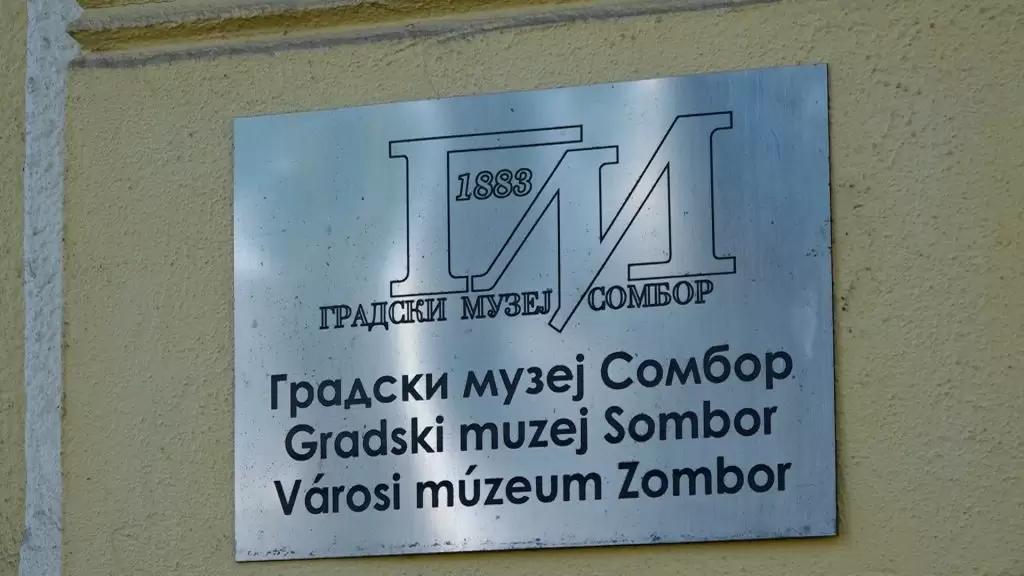 1883
ГРАДСКИ МУЗЕЈ СОМБОР
Градски музеј Сомбор
Gradski muzej Sombor
Városi múzeum Zombor